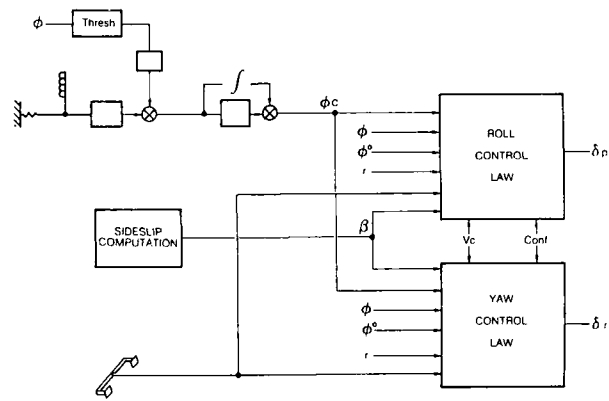 ϕ
Thresh
∫
ϕc
ϕ
ϕ°
r
ROLL
CONTROL
LAW
δp
SIDESLIP
COMPUTATION
β
Vc
Conf
ϕ
ϕ°
r
YAW
CONTROL
LAW
δr